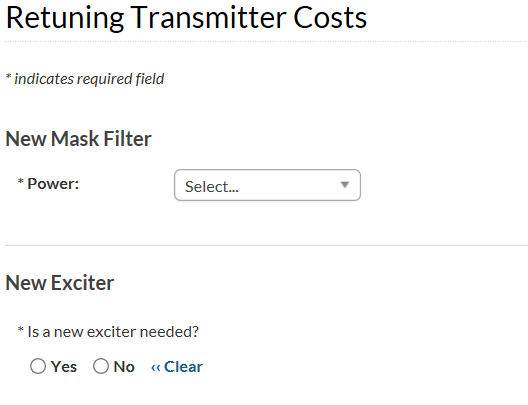 Retuning Transmitter Costs
* indicates required field
New Mask Filter
* Power: Select...
New Exciter
* Is a new exciter needed?
Yes No ‹‹ Clear